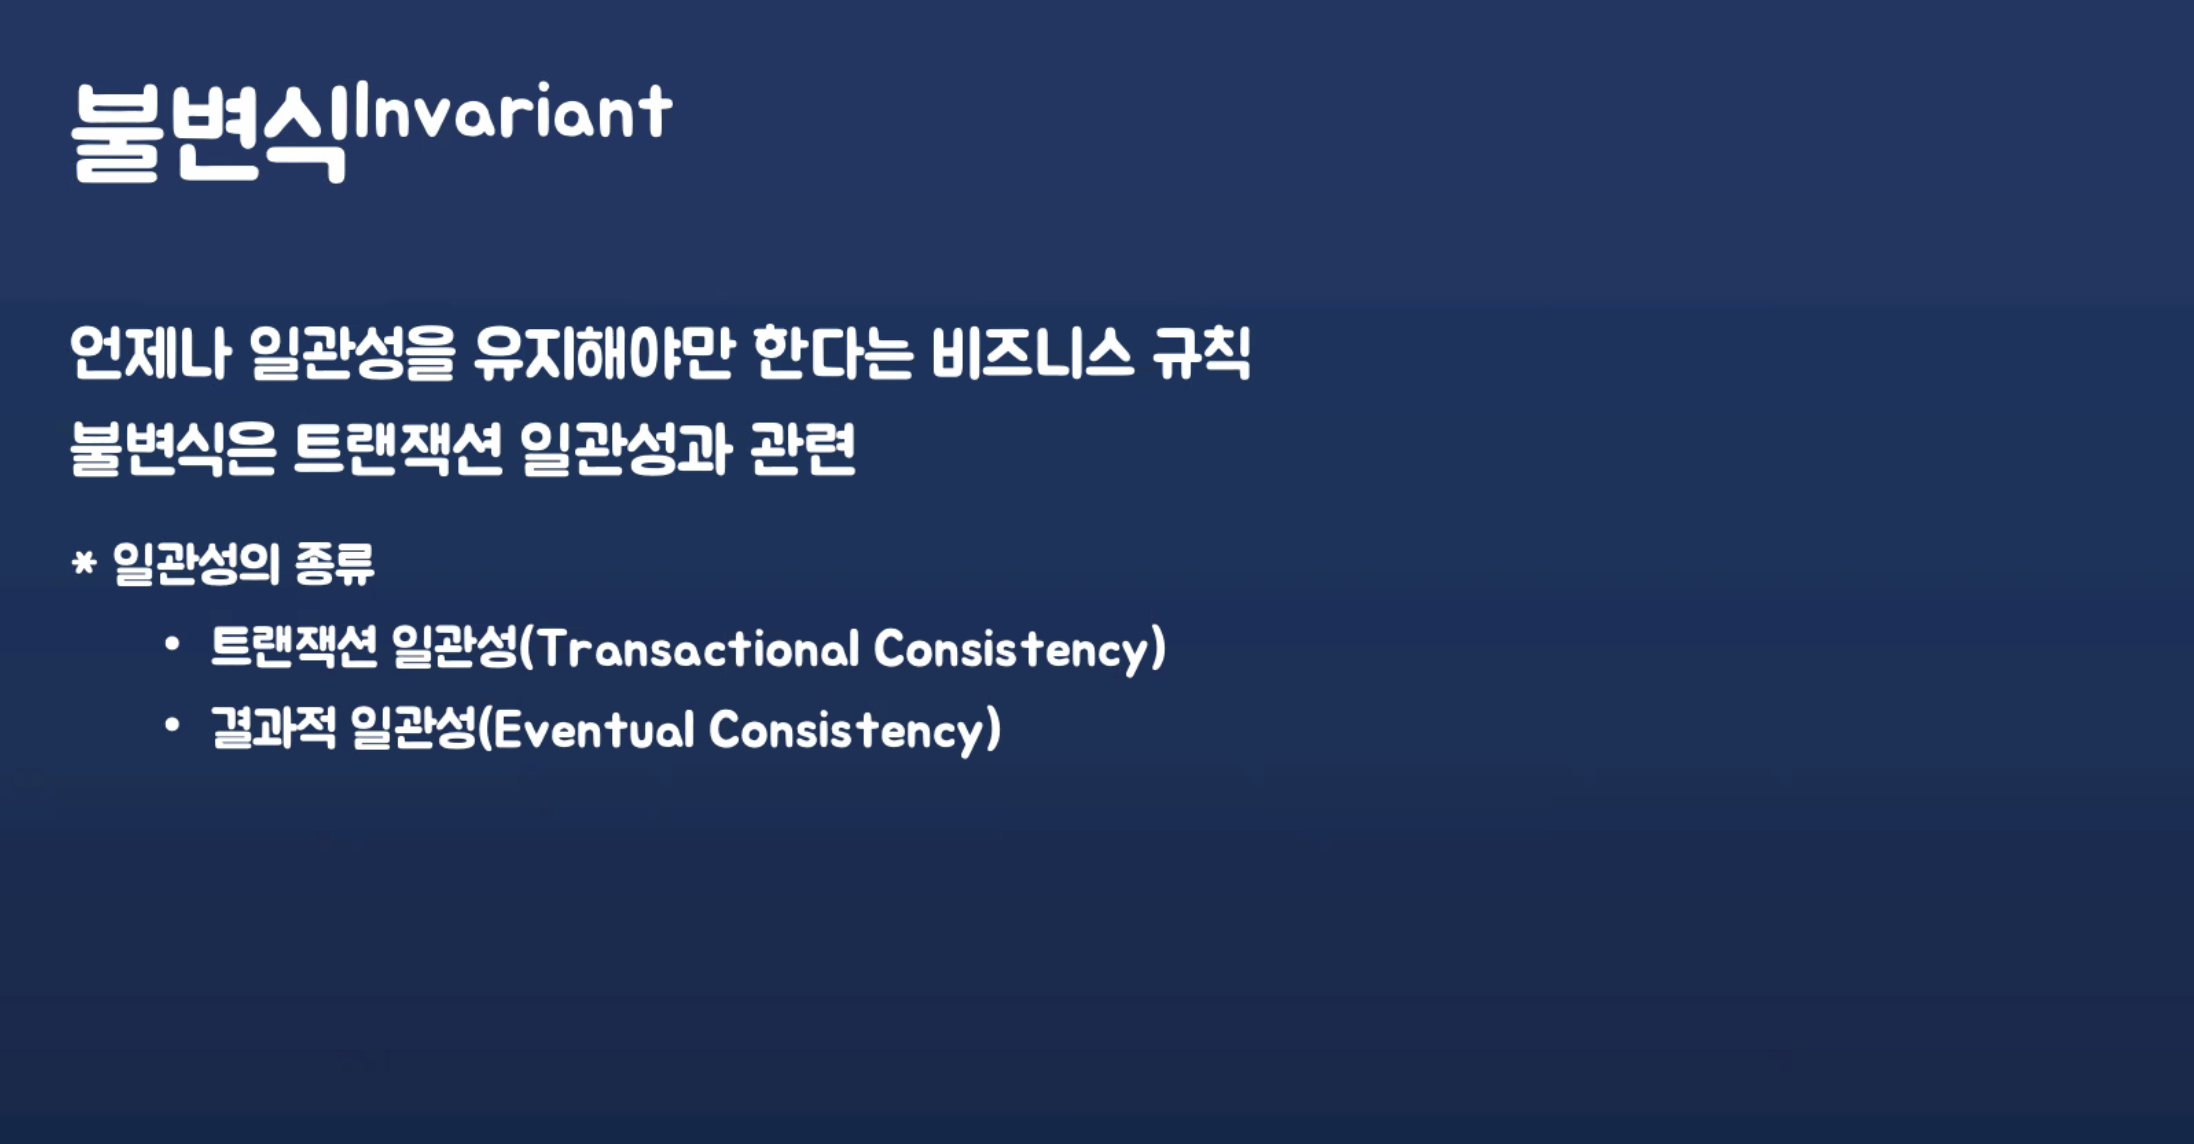 불변식Invariant
언제나 일관성을 유지해야만 한다는 비즈니스 규칙
불변식은 트랜잭션 일관성과 관련
* 일관성의 종류
• 트랜잭션 일관성(Transactional Consistency)
• 결과적 일관성(Eventual Consistency)